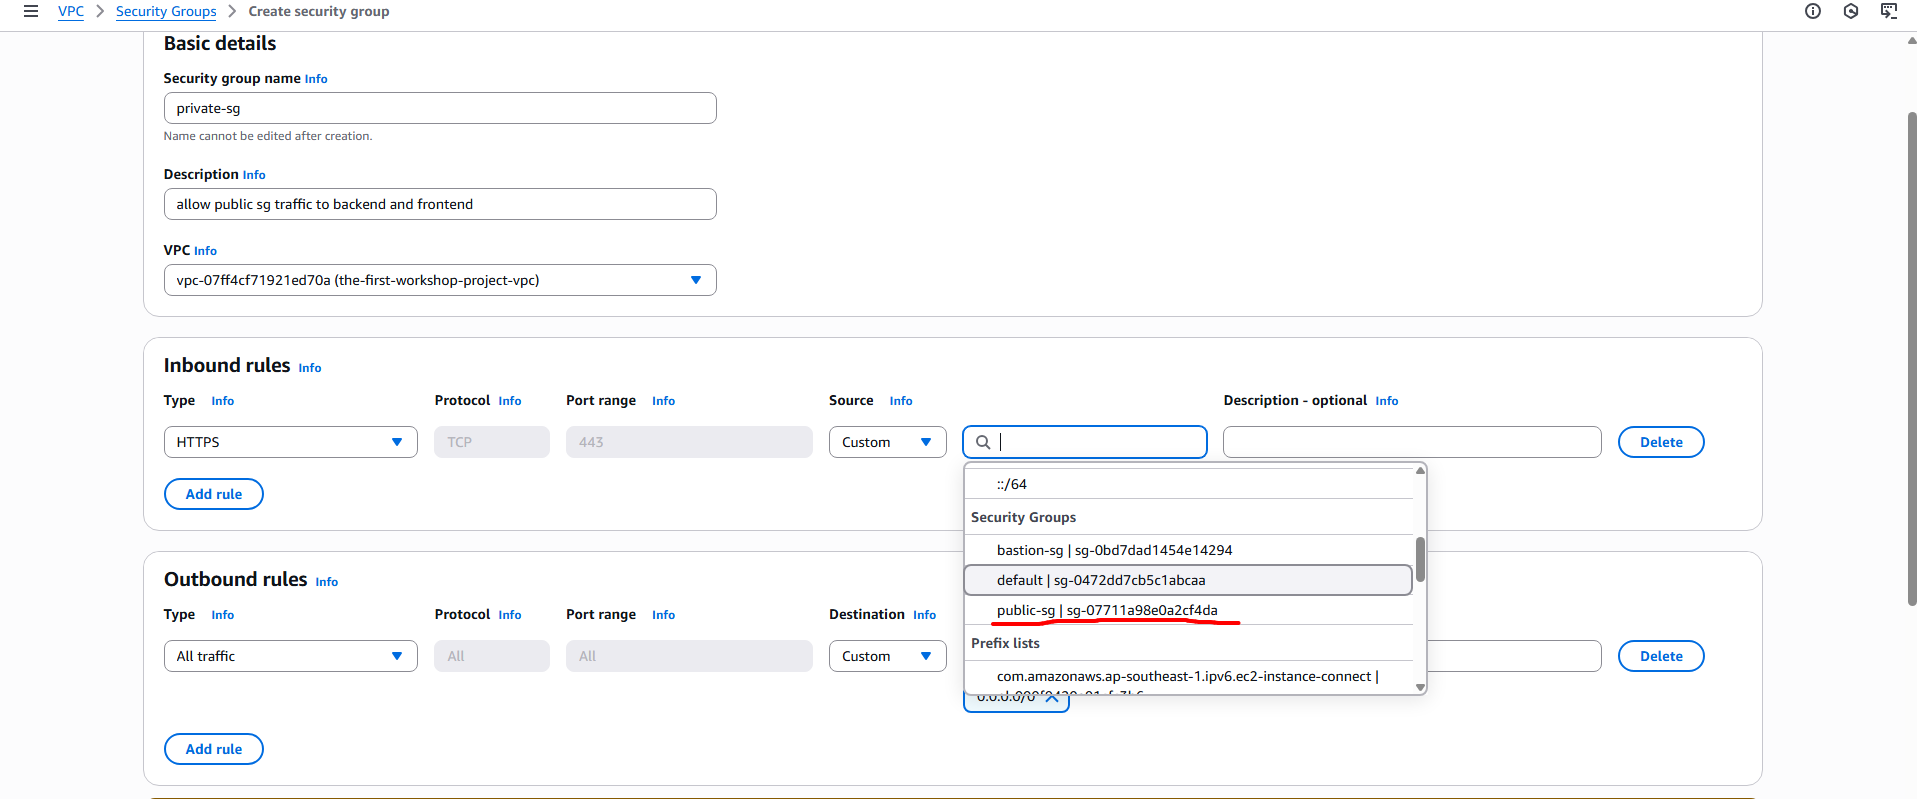 VPC > Security Groups > Create security group
Basic details
Security group name Info
private-sg
Name cannot be edited after creation.
Description Info
allow public sg traffic to backend and frontend
VPC Info
vpc-07ff4cf71921ed70a (the-first-workshop-project-vpc)
Inbound rules Info
Type Info Protocol Info Port range Info Source Info Description - optional Info
HTTPS TCP 443 Custom Delete
Add rule
::/64
Security Groups
bastion-sg | sg-0bd7dad1454e14294
default | sg-0472dd7cb5c1abcaa
public-sg | sg-07711a98e0a2cf4da
Prefix lists
com.amazonaws.ap-southeast-1.ipv6.ec2-instance-connect |
Outbound rules Info
Type Info Protocol Info Port range Info Destination Info
All traffic All All Custom Delete
0.0.0.0/0
Add rule